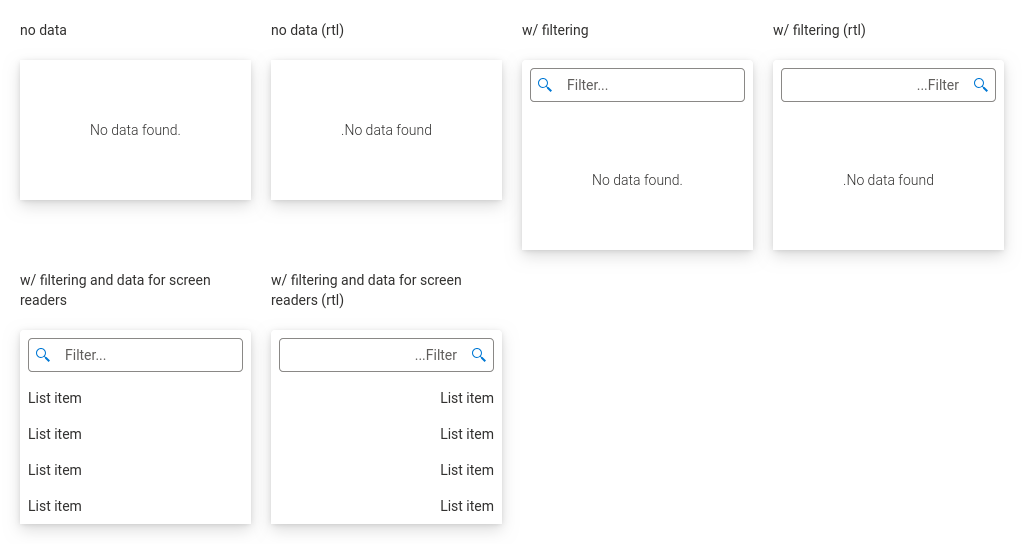 no data
no data (rtl)
w/ filtering
w/ filtering (rtl)
No data found.
.No data found
Filter...
No data found.
...Filter
.No data found
w/ filtering and data for screen
readers
w/ filtering and data for screen
readers (rtl)
Filter...
List item
List item
List item
List item
...Filter
List item
List item
List item
List item